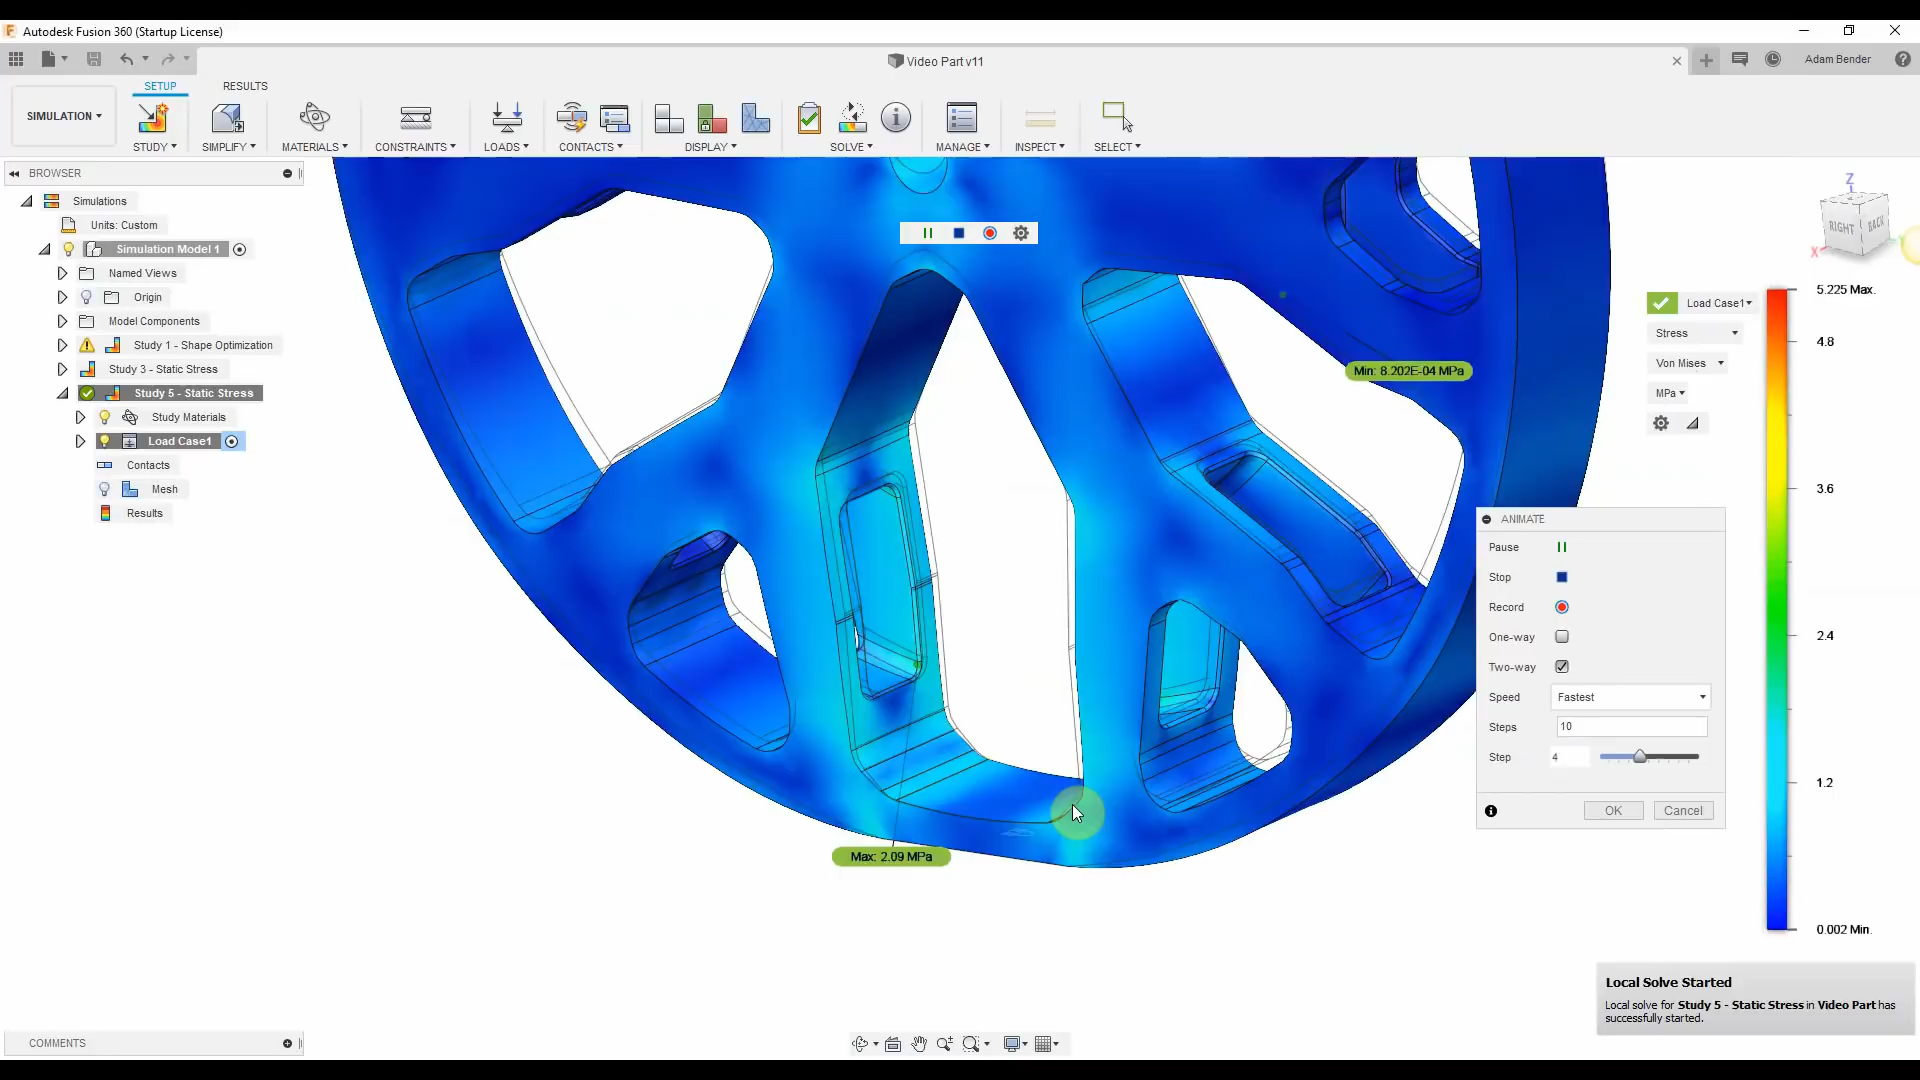 Autodesk Fusion 360 (Startup License)
Video Part v11
Adam Bender
SETUP
RESULTS
SIMULATION
STUDY
SIMPLIFY
MATERIALS
CONSTRAINTS
LOADS
CONTACTS
DISPLAY
SOLVE
MANAGE
INSPECT
SELECT
BROWSER
Simulations
Units: Custom
Simulation Model 1
Named Views
Origin
Model Components
Study 1 - Shape Optimization
Study 3 - Static Stress
Study 5 - Static Stress
Study Materials
Load Case1
Contacts
Mesh
Results
Z
RIGHT
BACK
X
Load Case1
Stress
Von Mises
MPa
5.225 Max.
4.8
3.6
2.4
1.2
0.002 Min.
Min: 8.202E-04 MPa
Max: 2.09 MPa
ANIMATE
Pause
Stop
Record
One-way
Two-way
Speed
Fastest
Steps
10
Step
4
OK
Cancel
Local Solve Started
Local solve for Study 5 - Static Stress in Video Part has
successfully started.
COMMENTS